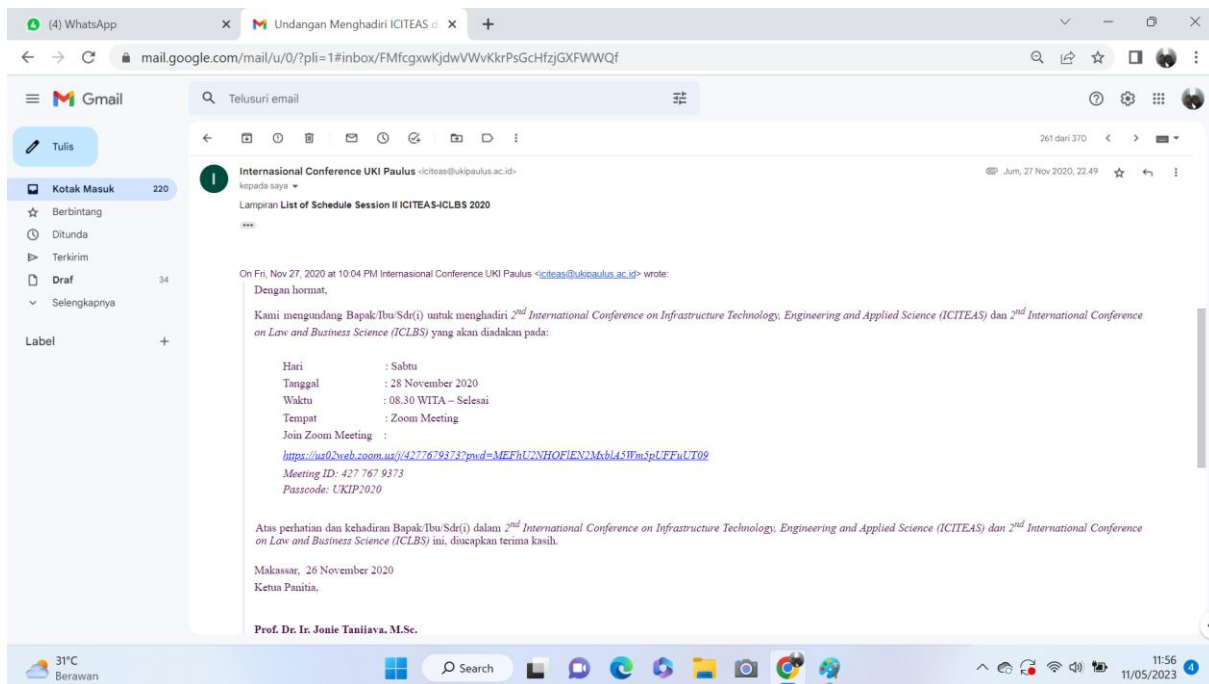 (4) WhatsApp
Undangan Menghadiri ICITEAS d
mail.google.com/mail/u/0/?pli=1#inbox/FMfcgxwKjdwVWvKkrPsGcHfzjGXFWWQf
Gmail
Telusuri email
Tulis
261 dari 370
Kotak Masuk 220
Berbintang
Ditunda
Terkirim
Draf 34
Selengkapnya
Label
Internasional Conference UKI Paulus <iciteas@ukipaulus.ac.id>
Jum, 27 Nov 2020, 22.49
kepada saya
Lampiran List of Schedule Session II ICITEAS-ICLBS 2020
On Fri, Nov 27, 2020 at 10:04 PM Internasional Conference UKI Paulus <iciteas@ukipaulus.ac.id> wrote:
Dengan hormat,
Kami mengundang Bapak/Ibu/Sdr(i) untuk menghadiri 2nd International Conference on Infrastructure Technology, Engineering and Applied Science (ICITEAS) dan 2nd International Conference
on Law and Business Science (ICLBS) yang akan diadakan pada:
Hari : Sabtu
Tanggal : 28 November 2020
Waktu : 08.30 WITA – Selesai
Tempat : Zoom Meeting
Join Zoom Meeting :
https://us02web.zoom.us/j/4277679373?pwd=MEFhU2NHOFlEN2MxblA5Wm5pUFFuUT09
Meeting ID: 427 767 9373
Passcode: UKIP2020
Atas perhatian dan kehadiran Bapak/Ibu/Sdr(i) dalam 2nd International Conference on Infrastructure Technology, Engineering and Applied Science (ICITEAS) dan 2nd International Conference
on Law and Business Science (ICLBS) ini, diucapkan terima kasih.
Makassar, 26 November 2020
Ketua Panitia,
Prof. Dr. Ir. Jonie Tanijaya, M.Sc.
31°C
Berawan
Search
11:56
11/05/2023
4